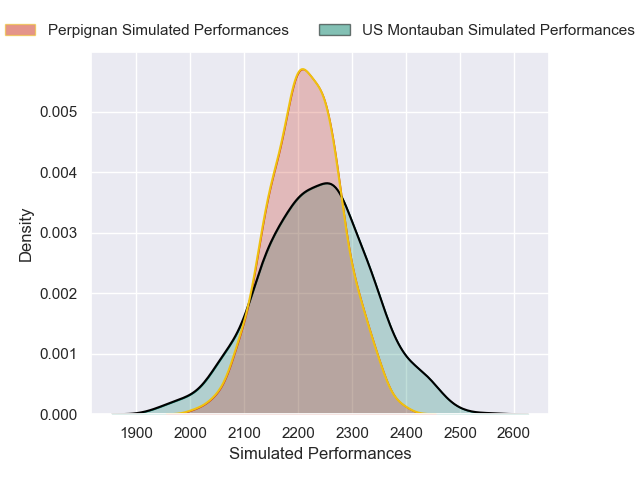 Perpignan Simulated Performances
US Montauban Simulated Performances
Density
0.005
0.004
0.003
0.002
0.001
0.000
1900 2000 2100 2200 2300 2400 2500 2600
Simulated Performances